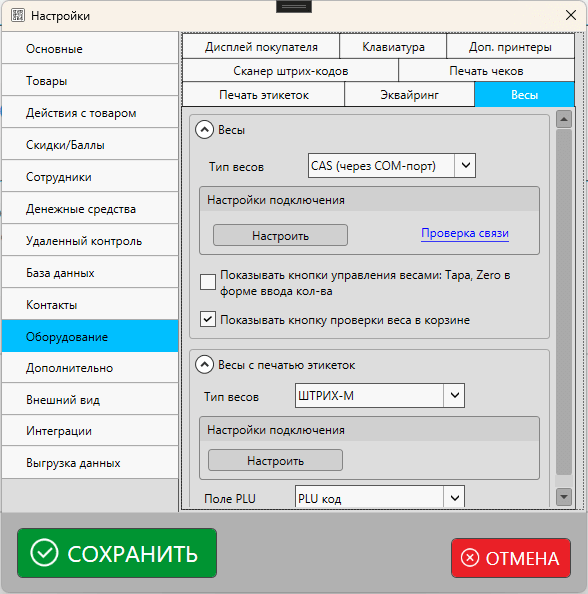 Настройки
Основные
Товары
Действия с товаром
Скидки/Баллы
Сотрудники
Денежные средства
Удаленный контроль
База данных
Контакты
Оборудование
Дополнительно
Внешний вид
Интеграции
Выгрузка данных
Дисплей покупателя
Клавиатура
Доп. принтеры
Сканер штрих-кодов
Печать чеков
Печать этикеток
Эквайринг
Весы
Весы
Тип весов
CAS (через COM-порт)
Настройки подключения
Настроить
Проверка связи
Показывать кнопки управления весами: Тара, Zero в
форме ввода кол-ва
Показывать кнопку проверки веса в корзине
Весы с печатью этикеток
Тип весов
ШТРИХ-М
Настройки подключения
Настроить
Поле PLU
PLU код
СОХРАНИТЬ
ОТМЕНА